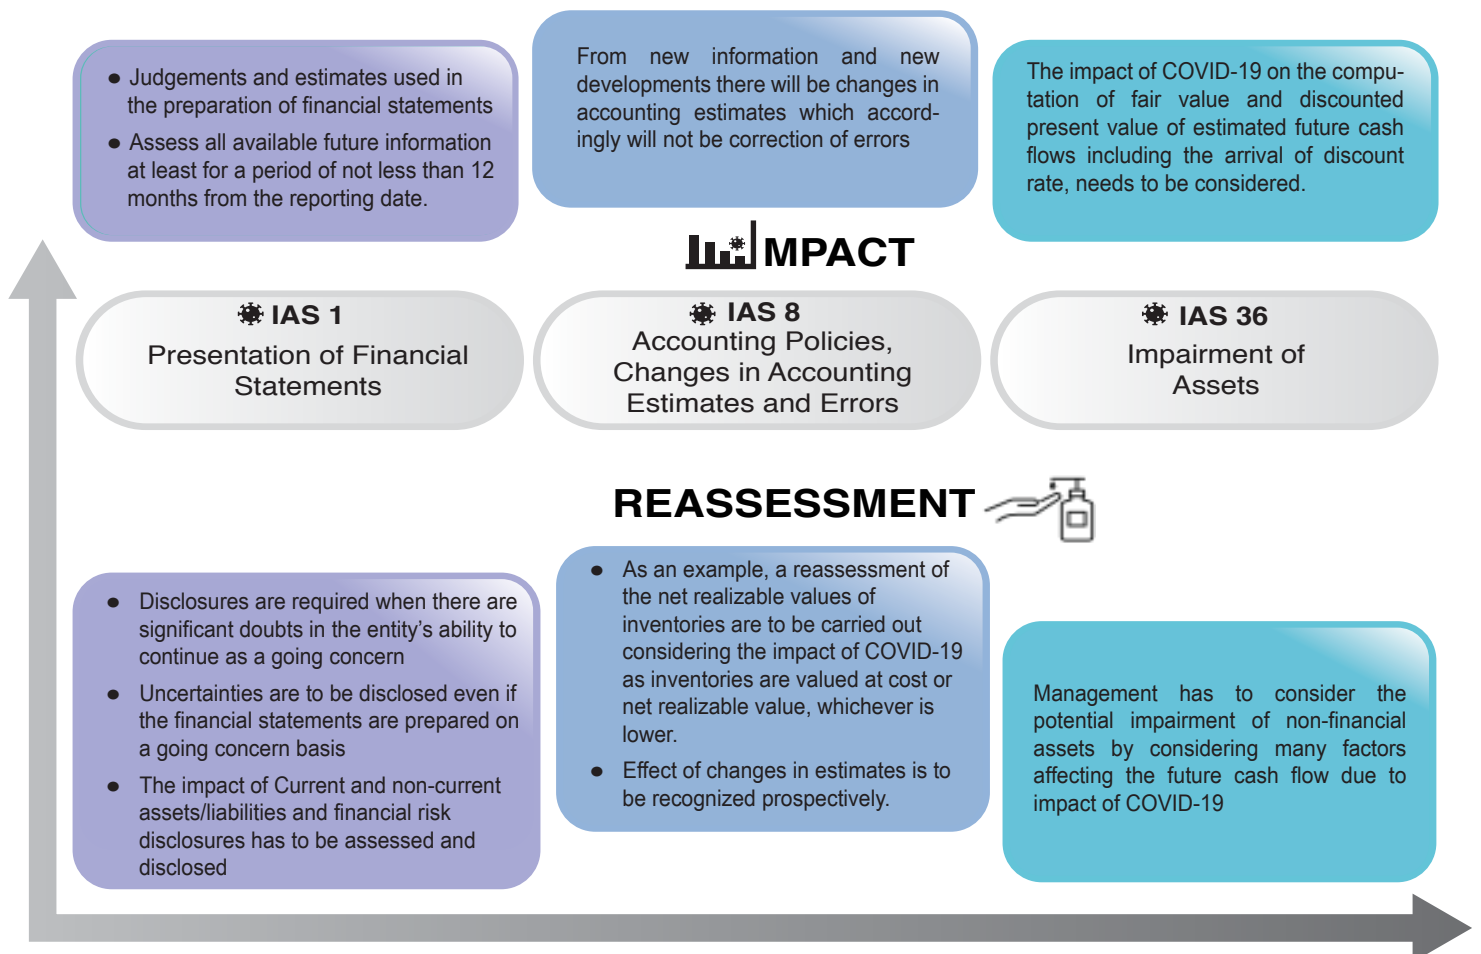 • Judgements and estimates used in
the preparation of financial statements
• Assess all available future information
at least for a period of not less than 12
months from the reporting date.
From new information and new
developments there will be changes in
accounting estimates which accord-
ingly will not be correction of errors
The impact of COVID-19 on the compu-
tation of fair value and discounted
present value of estimated future cash
flows including the arrival of discount
rate, needs to be considered.
MPACT
IAS 1
Presentation of Financial
Statements
IAS 8
Accounting Policies,
Changes in Accounting
Estimates and Errors
IAS 36
Impairment of
Assets
REASSESSMENT
• Disclosures are required when there are
significant doubts in the entity's ability to
continue as a going concern
• Uncertainties are to be disclosed even if
the financial statements are prepared on
a going concern basis
• The impact of Current and non-current
assets/liabilities and financial risk
disclosures has to be assessed and
disclosed
• As an example, a reassessment of
the net realizable values of
inventories are to be carried out
considering the impact of COVID-19
as inventories are valued at cost or
net realizable value, whichever is
lower.
• Effect of changes in estimates is to
be recognized prospectively.
Management has to consider the
potential impairment of non-financial
assets by considering many factors
affecting the future cash flow due to
impact of COVID-19